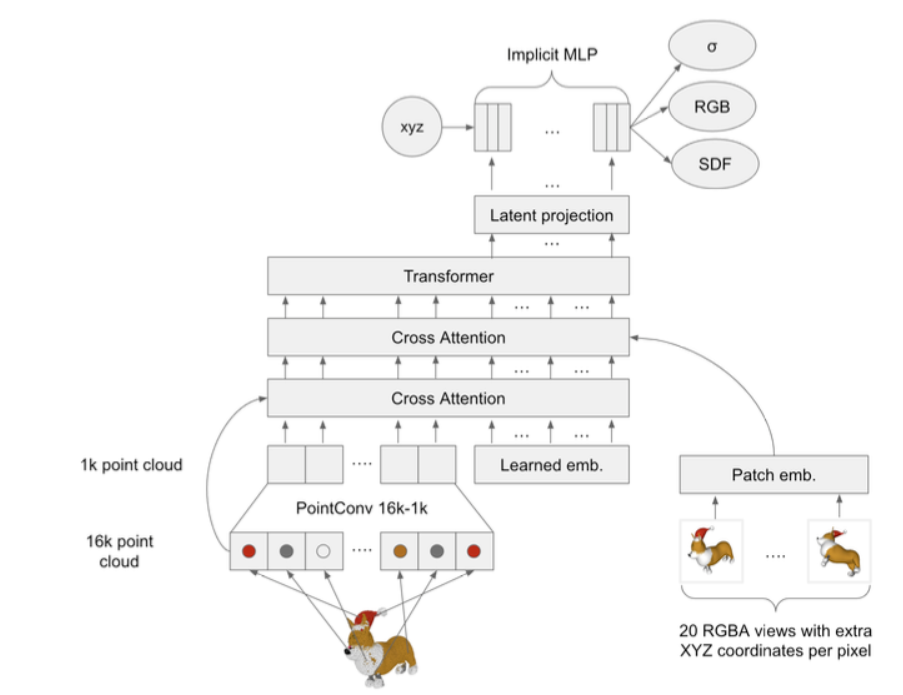 Implicit MLP
σ
RGB
SDF
xyz
...
...
Latent projection
...
Transformer
... ...
Cross Attention
... ...
Cross Attention
... ...
1k point cloud
....
Learned emb.
Patch emb.
PointConv 16k-1k
16k point
cloud
....
....
20 RGBA views with extra
XYZ coordinates per pixel